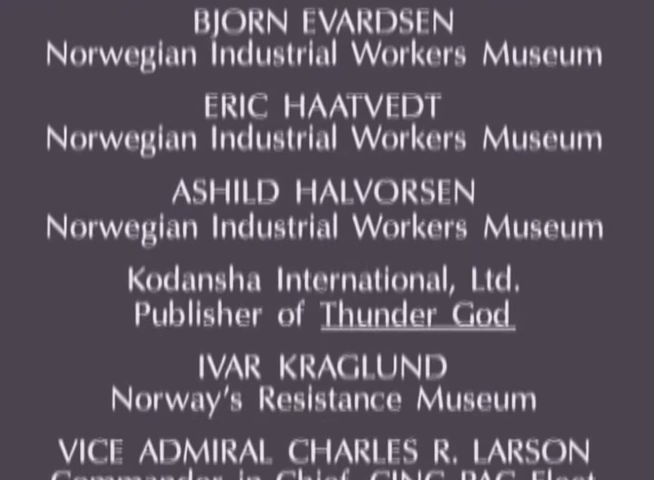 BJORN EVARDSEN
Norwegian Industrial Workers Museum
ERIC HAATVEDT
Norwegian Industrial Workers Museum
ASHILD HALVORSEN
Norwegian Industrial Workers Museum
Kodansha International, Ltd.
Publisher of Thunder God
IVAR KRAGLUND
Norway's Resistance Museum
VICE ADMIRAL CHARLES R. LARSON
Commander in Chief, CINC PAC Fleet